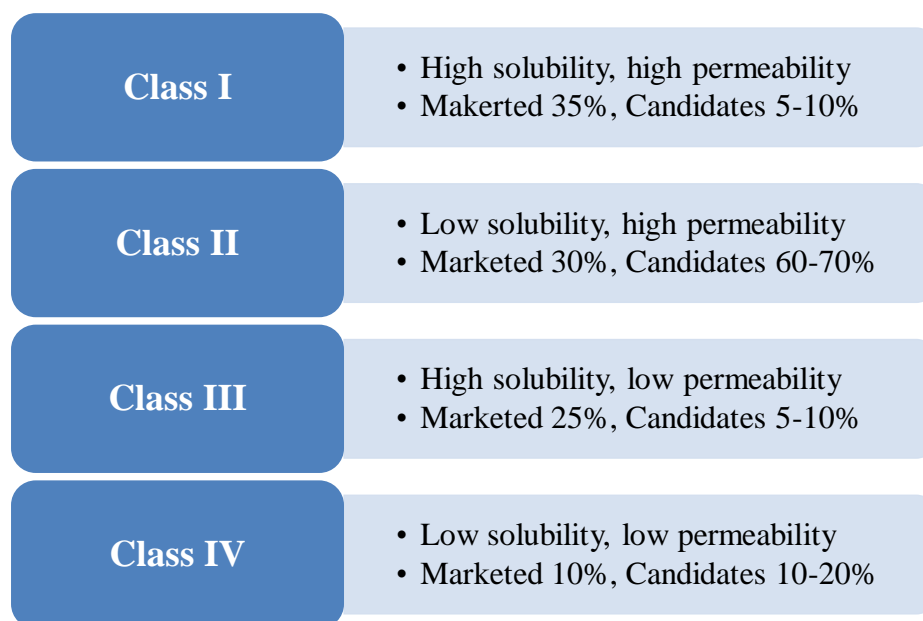 Class I
• High solubility, high permeability
• Makerted 35%, Candidates 5-10%
Class II
• Low solubility, high permeability
• Marketed 30%, Candidates 60-70%
Class III
• High solubility, low permeability
• Marketed 25%, Candidates 5-10%
Class IV
• Low solubility, low permeability
• Marketed 10%, Candidates 10-20%